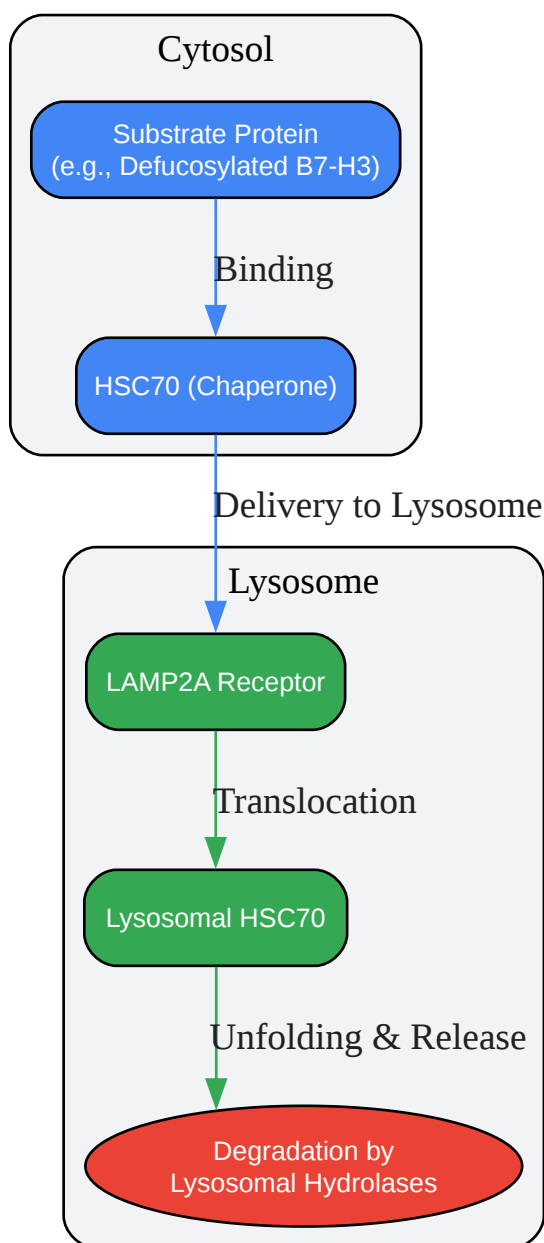 Cytosol
Substrate Protein
(e.g., Defucosylated B7-H3)
Binding
HSC70 (Chaperone)
Delivery to Lysosome
Lysosome
LAMP2A Receptor
Translocation
Lysosomal HSC70
Unfolding & Release
Degradation by
Lysosomal Hydrolases